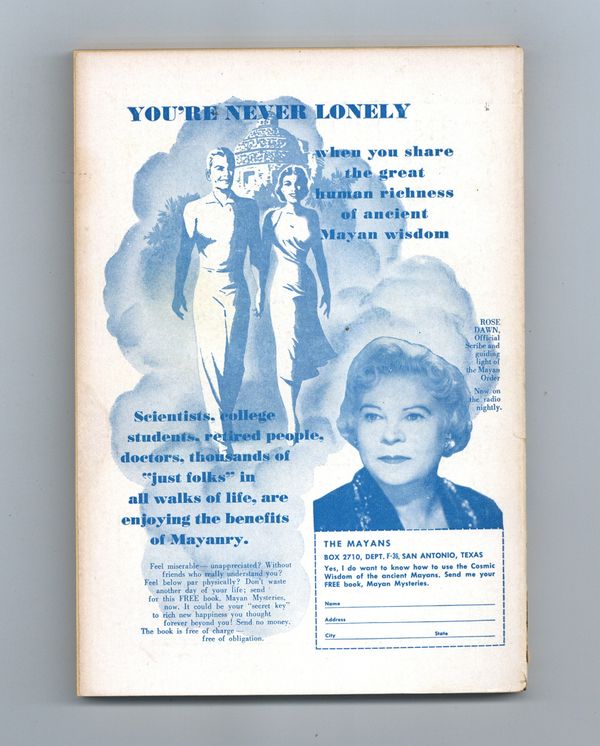 YOU'RE NEVER LONELY
when you share
the great
human richness
of ancient
Mayan wisdom
ROSE
DAWN,
Official
Scribe and
guiding
light of
the Mayan
Order
Now on
the radio
nightly.
Scientists, college
students, retired people,
doctors, thousands of
"just folks" in
all walks of life, are
enjoying the benefits
of Mayanry.
Feel miserable — unappreciated? Without
friends who really understand you?
Feel below par physically? Don't waste
another day of your life; send
for this FREE book, Mayan Mysteries,
now. It could be your "secret key"
to rich new happiness you thought
forever beyond you! Send no money.
The book is free of charge —
free of obligation.
THE MAYANS
BOX 2710, DEPT. F-36, SAN ANTONIO, TEXAS
Yes, I do want to know how to use the Cosmic
Wisdom of the ancient Mayans. Send me your
FREE book, Mayan Mysteries.
Name
Address
City State